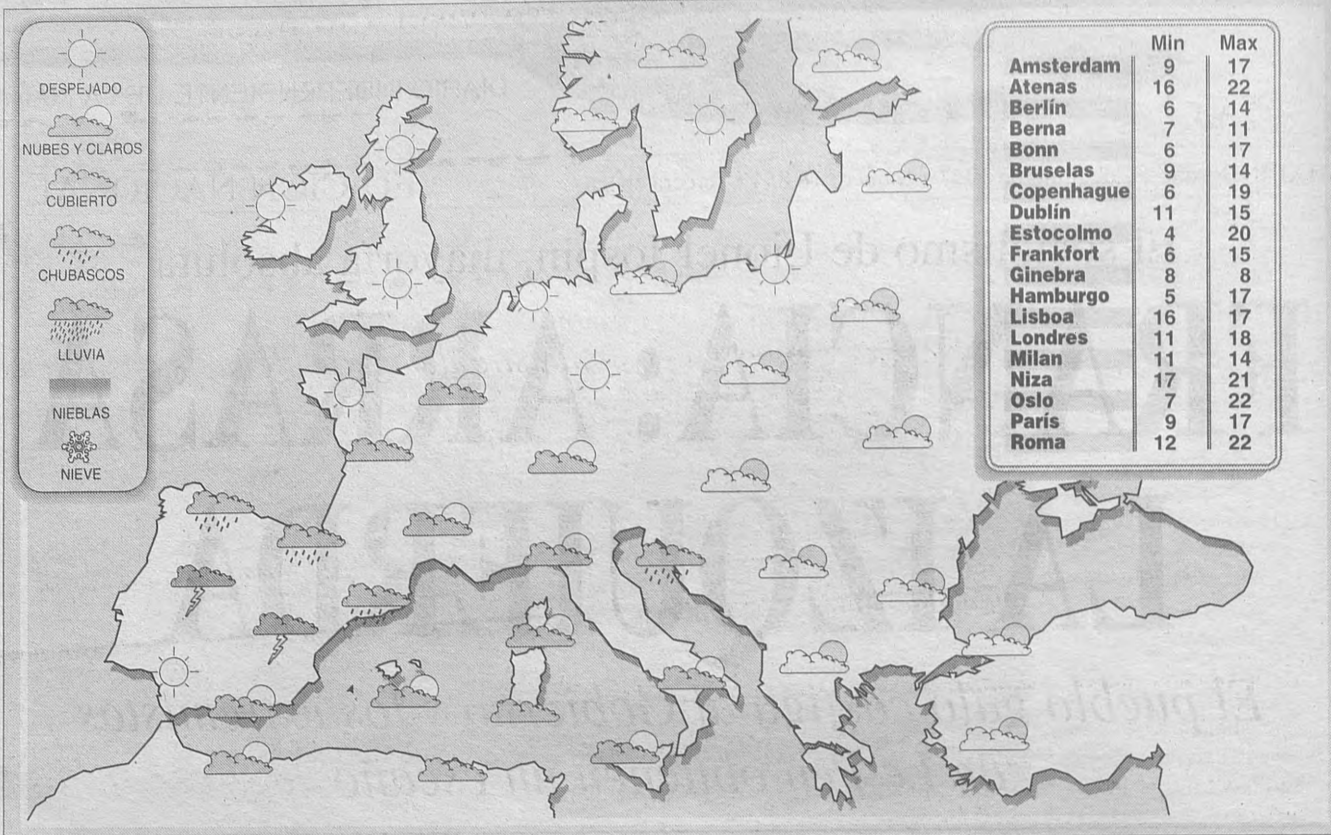 DESPEJADO
NUBES Y CLAROS
CUBIERTO
CHUBASCOS
LLUVIA
NIEBLAS
NIEVE
Min Max
Amsterdam 9 17
Atenas 16 22
Berlín 6 14
Berna 7 11
Bonn 6 17
Bruselas 9 14
Copenhague 6 19
Dublín 11 15
Estocolmo 4 20
Frankfort 6 15
Ginebra 8 8
Hamburgo 5 17
Lisboa 16 17
Londres 11 18
Milan 11 14
Niza 17 21
Oslo 7 22
París 9 17
Roma 12 22